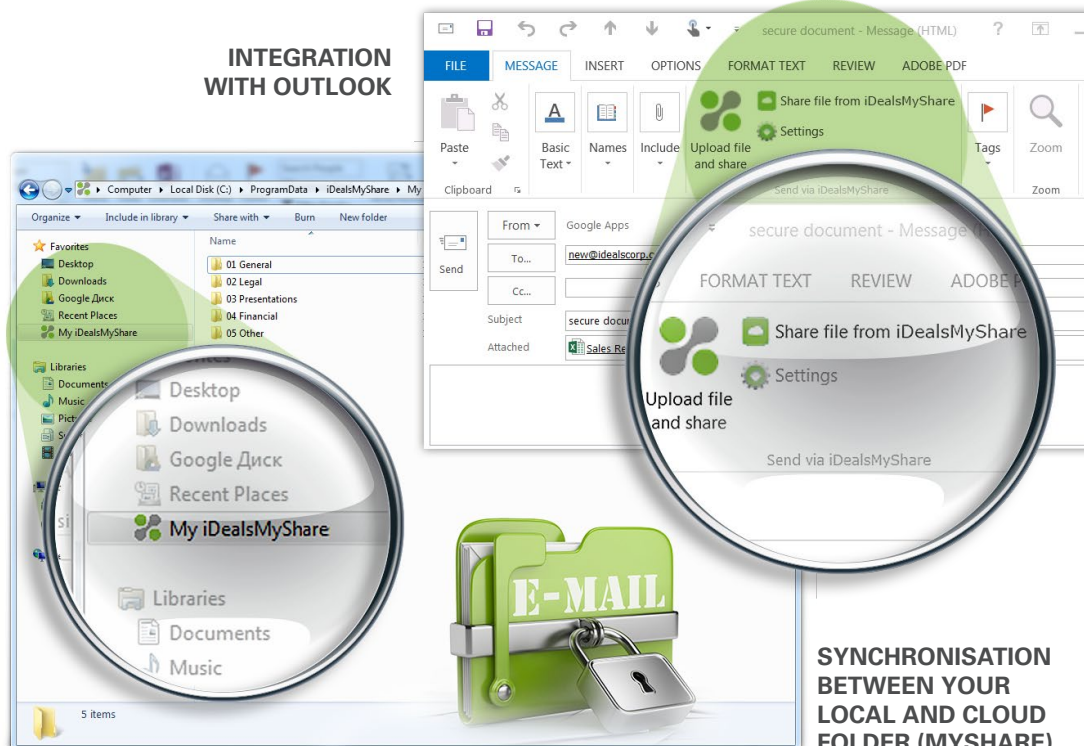 INTEGRATION
WITH OUTLOOK
secure document - Message (HTML)
FILE MESSAGE INSERT OPTIONS FORMAT TEXT REVIEW ADOBE PDF
Paste
Basic
Text
Names
Include
Upload file
and share
Share file from iDealsMyShare
Settings
Tags
Zoom
Clipboard
Send via iDealsMyShare
Zoom
Send
From
Google Apps
To...
new@idealscorp.c
Cc...
Subject
secure docu
Attached
Sales Re
secure document - Message (H
FORMAT TEXT REVIEW ADOBE P
Share file from iDealsMyShare
Settings
Upload file
and share
Send via iDealsMyShare
Computer Local Disk (C:) ProgramData iDealsMyShare My
Organize Include in library Share with Burn New folder
Favorites
Desktop
Downloads
Google Диск
Recent Places
My iDealsMyShare
Libraries
Documents
Music
Pict
Name
01 General
02 Legal
03 Presentations
04 Financial
05 Other
Desktop
Downloads
Google Диск
Recent Places
My iDealsMyShare
Libraries
Documents
Music
5 items
E-MAIL
SYNCHRONISATION
BETWEEN YOUR
LOCAL AND CLOUD
FOLDER (MYSHARE)